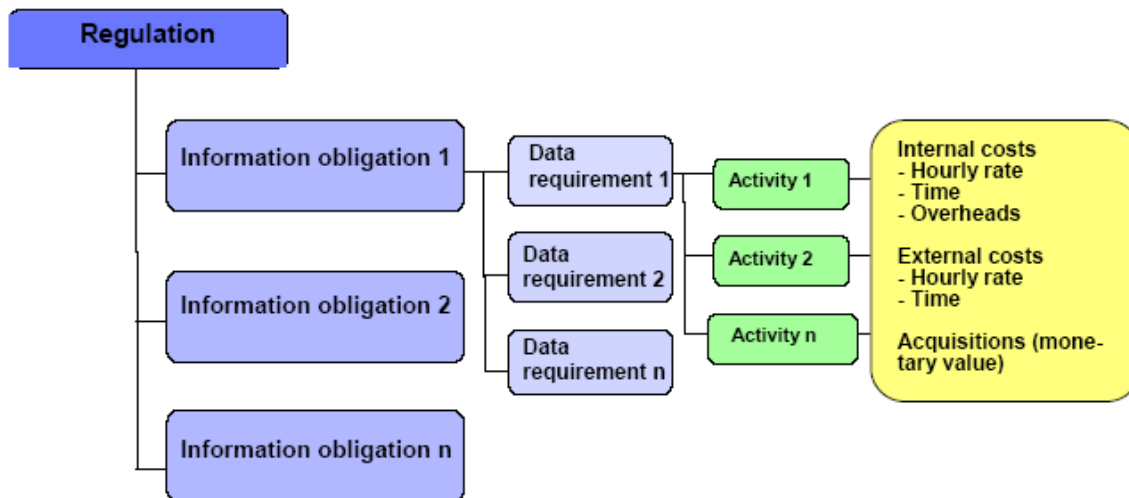 Regulation
Information obligation 1
Data
requirement 1
Activity 1
Internal costs
- Hourly rate
- Time
- Overheads
Activity 2
External costs
- Hourly rate
- Time
Data
requirement 2
Information obligation 2
Activity n
Acquisitions (mone-
tary value)
Data
requirement n
Information obligation n